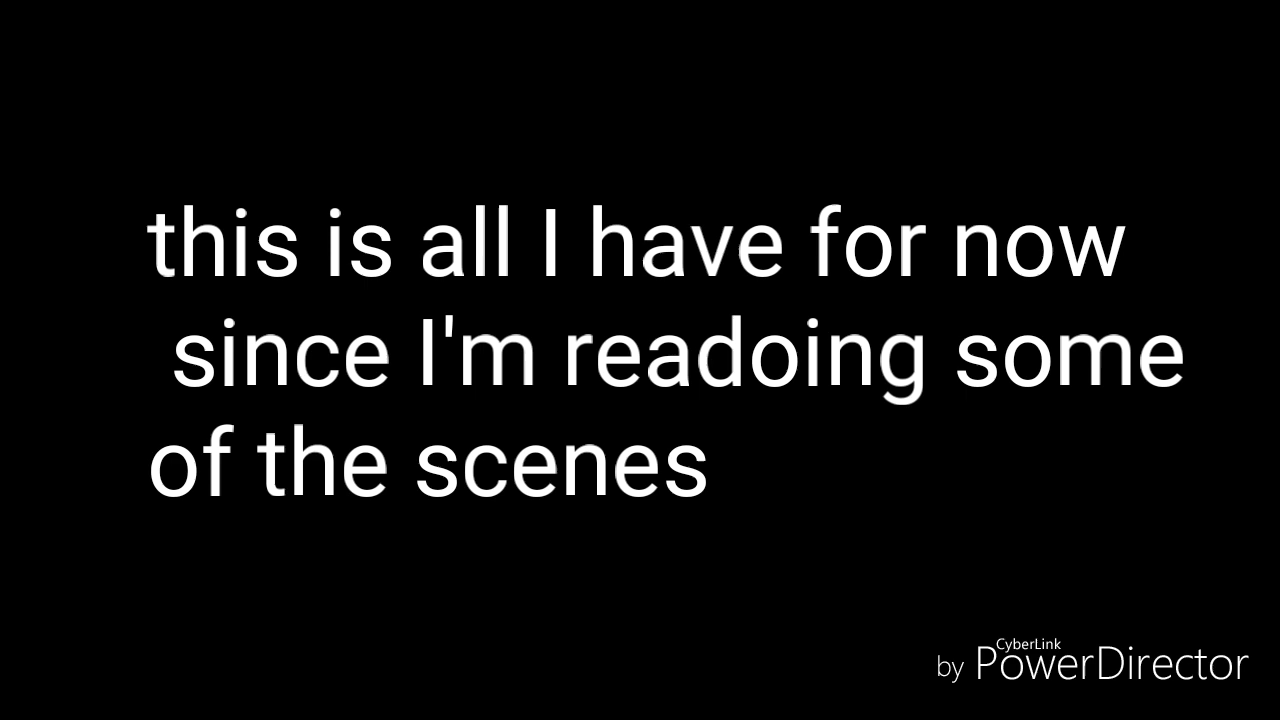 this is all I have for now
since I'm readoing some
of the scenes
CyberLink
by PowerDirector